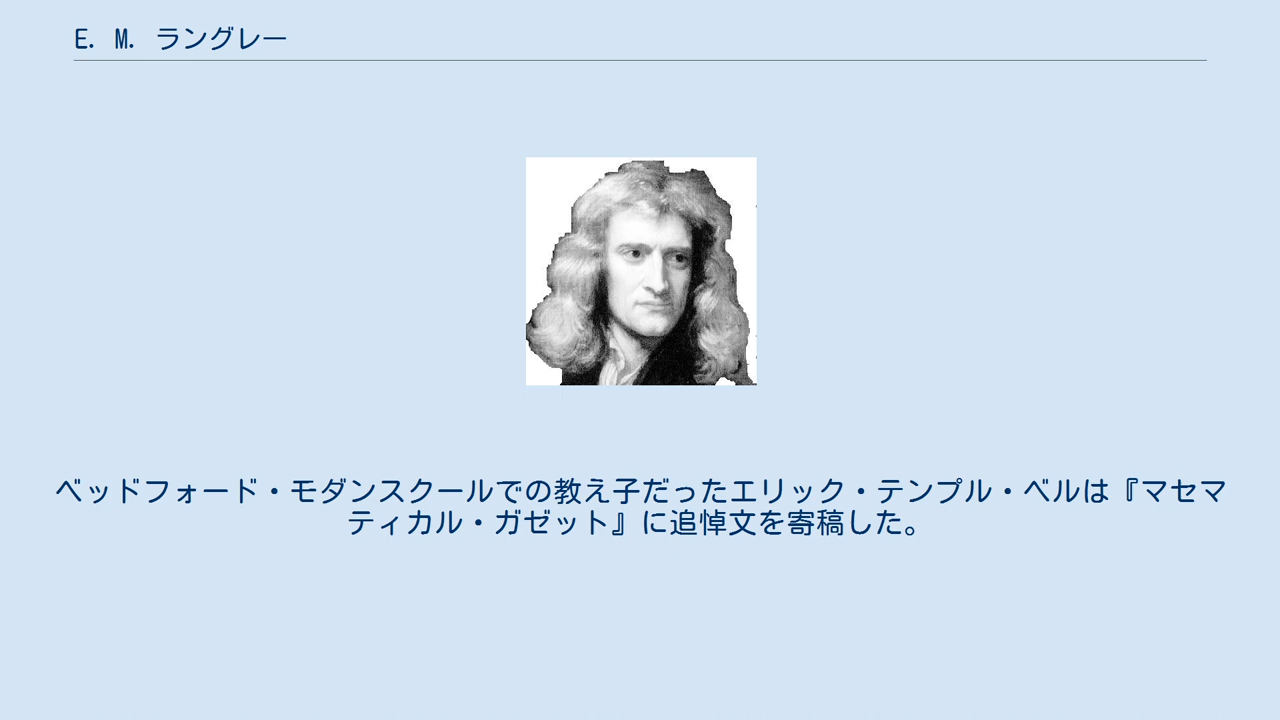 E. M. ラングレー
ベッドフォード・モダンスクールでの教え子だったエリック・テンプル・ベルは『マセマ
ティカル・ガゼット』に追悼文を寄稿した。